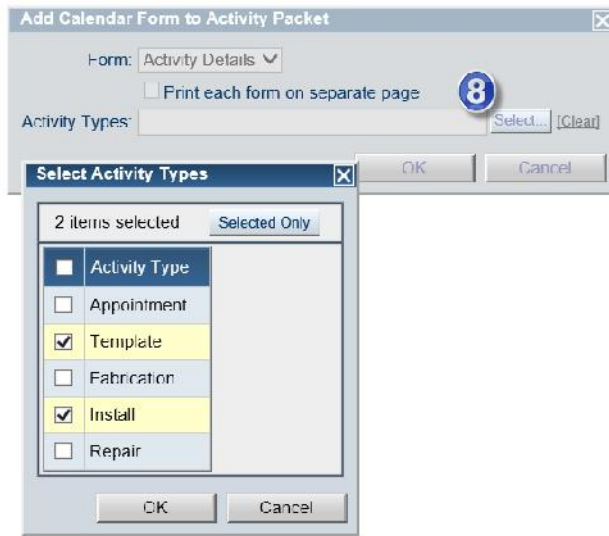 Add Calendar Form to Activity Packet
Form: Activity Details
Print each form on separate page
8
Activity Types: Select... [Clear]
OK Cancel
Select Activity Types
2 items selected Selected Only
Activity Type
Appointment
Template
Fabrication
Install
Repair
OK Cancel